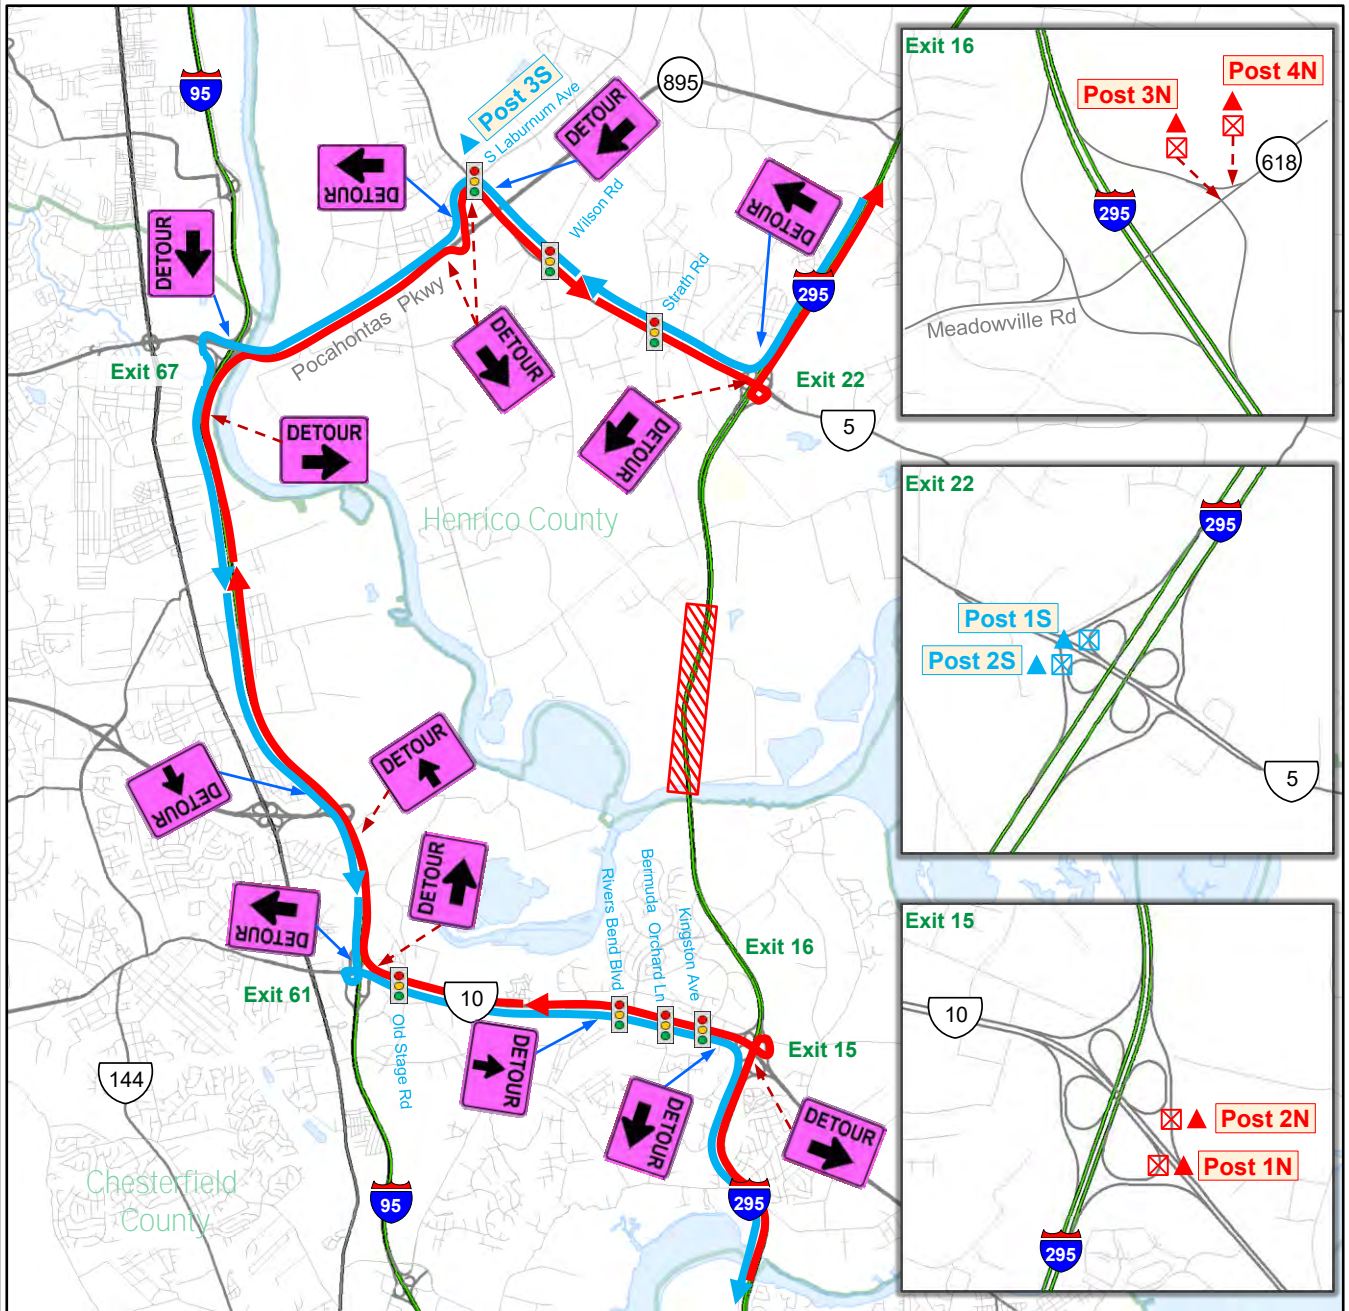 95
Post 3S
S Laburnum Ave
DETOUR
895
DETOUR
DETOUR
DETOUR
Wilson Rd
Strath Rd
295
Pocahontas Pkwy
DETOUR
Exit 67
Exit 22
5
DETOUR
DETOUR
Henrico County
DETOUR
DETOUR
DETOUR
DETOUR
Rivers Bend Blvd
Bermuda Orchard Ln
Kingston Ave
Exit 16
Exit 61
10
Old Stage Rd
DETOUR
Exit 15
144
DETOUR
DETOUR
Chesterfield
County
95
295
Exit 16
Post 4N
Post 3N
618
295
Meadowville Rd
Exit 22
295
Post 1S
Post 2S
5
Exit 15
10
Post 2N
Post 1N
295